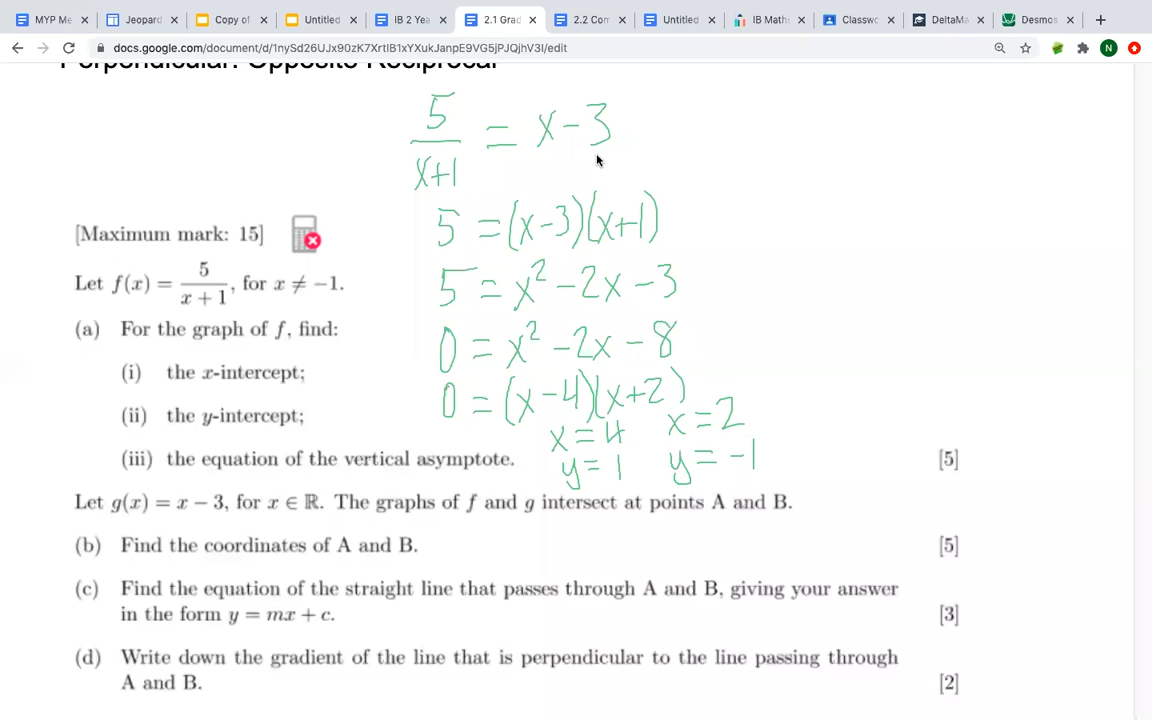 MYP Me
Jeopard
Copy of
Untitled
IB 2 Yea
2.1 Grad
2.2 Com
Untitled
IB Math
Classwo
DeltaMa
Desmos
docs.google.com/document/d/1nySd26UJx90zK7XrtlB1xYXukJanpE9VG5jPJQjhV3I/edit
N
Perpendicular: Opposite Reciprocal
5/(x+1) = x-3
5 = (x-3)(x+1)
5 = x² - 2x - 3
0 = x² - 2x - 8
0 = (x-4)(x+2)
x = 4 x = 2
y = 1 y = -1
[Maximum mark: 15]
Let f(x) = 5/(x + 1), for x ≠ −1.
(a) For the graph of f, find:
(i) the x-intercept;
(ii) the y-intercept;
(iii) the equation of the vertical asymptote. [5]
Let g(x) = x − 3, for x ∈ ℝ. The graphs of f and g intersect at points A and B.
(b) Find the coordinates of A and B. [5]
(c) Find the equation of the straight line that passes through A and B, giving your answer
in the form y = mx + c. [3]
(d) Write down the gradient of the line that is perpendicular to the line passing through
A and B. [2]